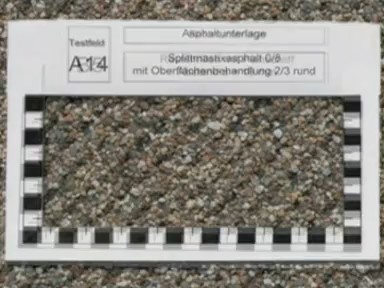 Testfeld
A14
Asphaltunterlage
Splittmastixasphalt 0/8
mit Oberflächenbehandlung 2/3 rund